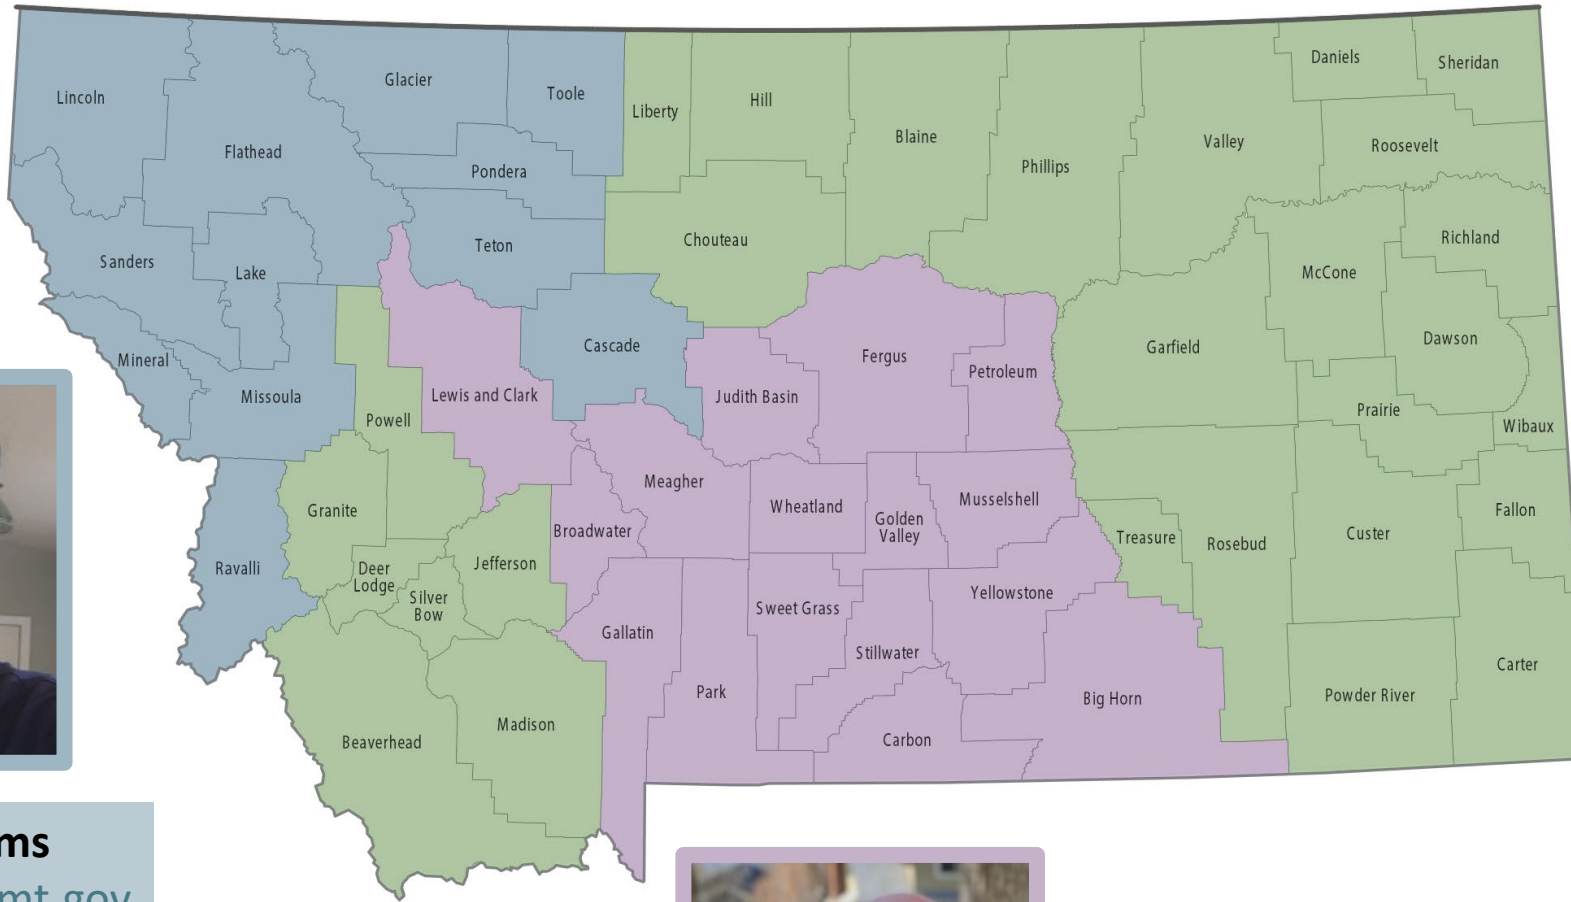 Lincoln
Flathead
Glacier
Toole
Liberty
Hill
Blaine
Phillips
Valley
Daniels
Sheridan
Roosevelt
Pondera
Teton
Chouteau
Sanders
Lake
McCone
Richland
Mineral
Missoula
Powell
Lewis and Clark
Cascade
Judith Basin
Fergus
Petroleum
Garfield
Dawson
Prairie
Wibaux
Ravalli
Granite
Deer
Lodge
Silver
Bow
Jefferson
Broadwater
Meagher
Wheatland
Golden
Valley
Musselshell
Treasure
Rosebud
Custer
Fallon
Gallatin
Park
Sweet Grass
Stillwater
Yellowstone
Beaverhead
Madison
Carbon
Big Horn
Powder River
Carter
ms
mt.gov